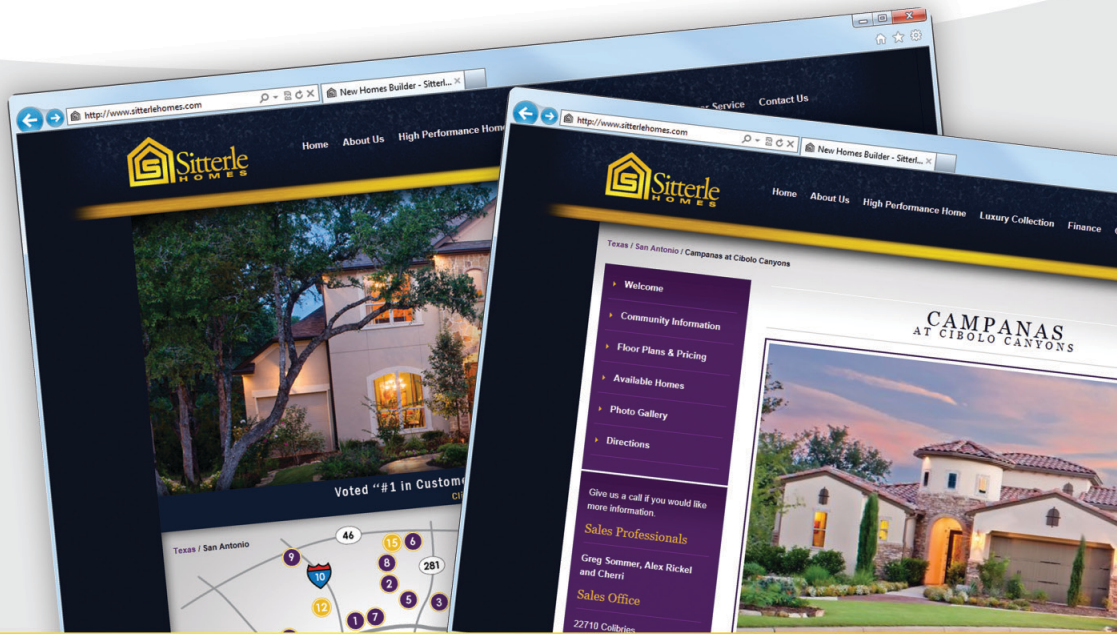 http://www.sitterlehomes.com
New Homes Builder - Sitterl...
Sitterle
HOMES
Home About Us High Performance Home
Service Contact Us
Voted “#1 in Custome
Texas / San Antonio
46
15
6
9
8
281
10
2
12
5
3
1
7
http://www.sitterlehomes.com
New Homes Builder - Sitterl...
Sitterle
HOMES
Home About Us High Performance Home Luxury Collection Finance
Texas / San Antonio / Campanas at Cibolo Canyons
Welcome
Community Information
Floor Plans & Pricing
Available Homes
Photo Gallery
Directions
Give us a call if you would like
more information.
Sales Professionals
Greg Sommer, Alex Rickel
and Cherri
Sales Office
22710 Colibries
CAMPANAS
AT CIBOLO CANYONS